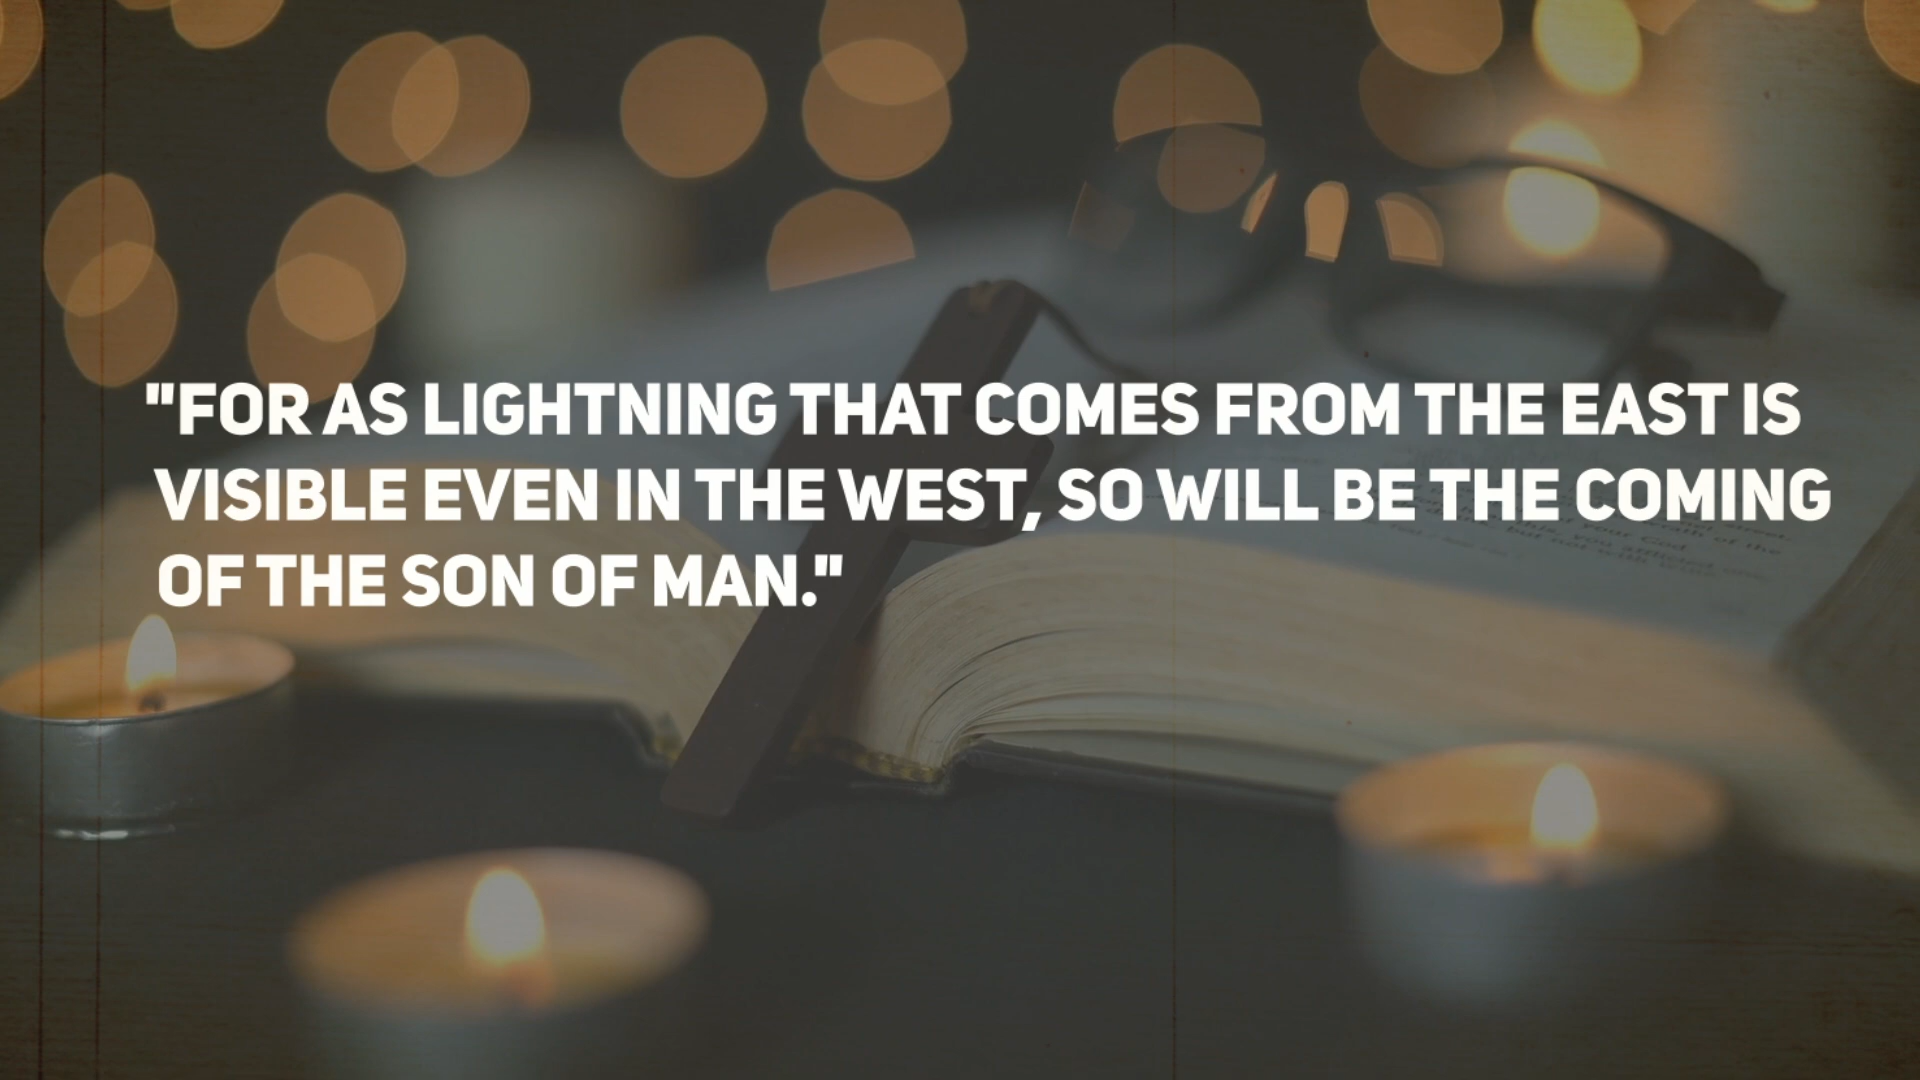 "FOR AS LIGHTNING THAT COMES FROM THE EAST IS
VISIBLE EVEN IN THE WEST, SO WILL BE THE COMING
OF THE SON OF MAN."